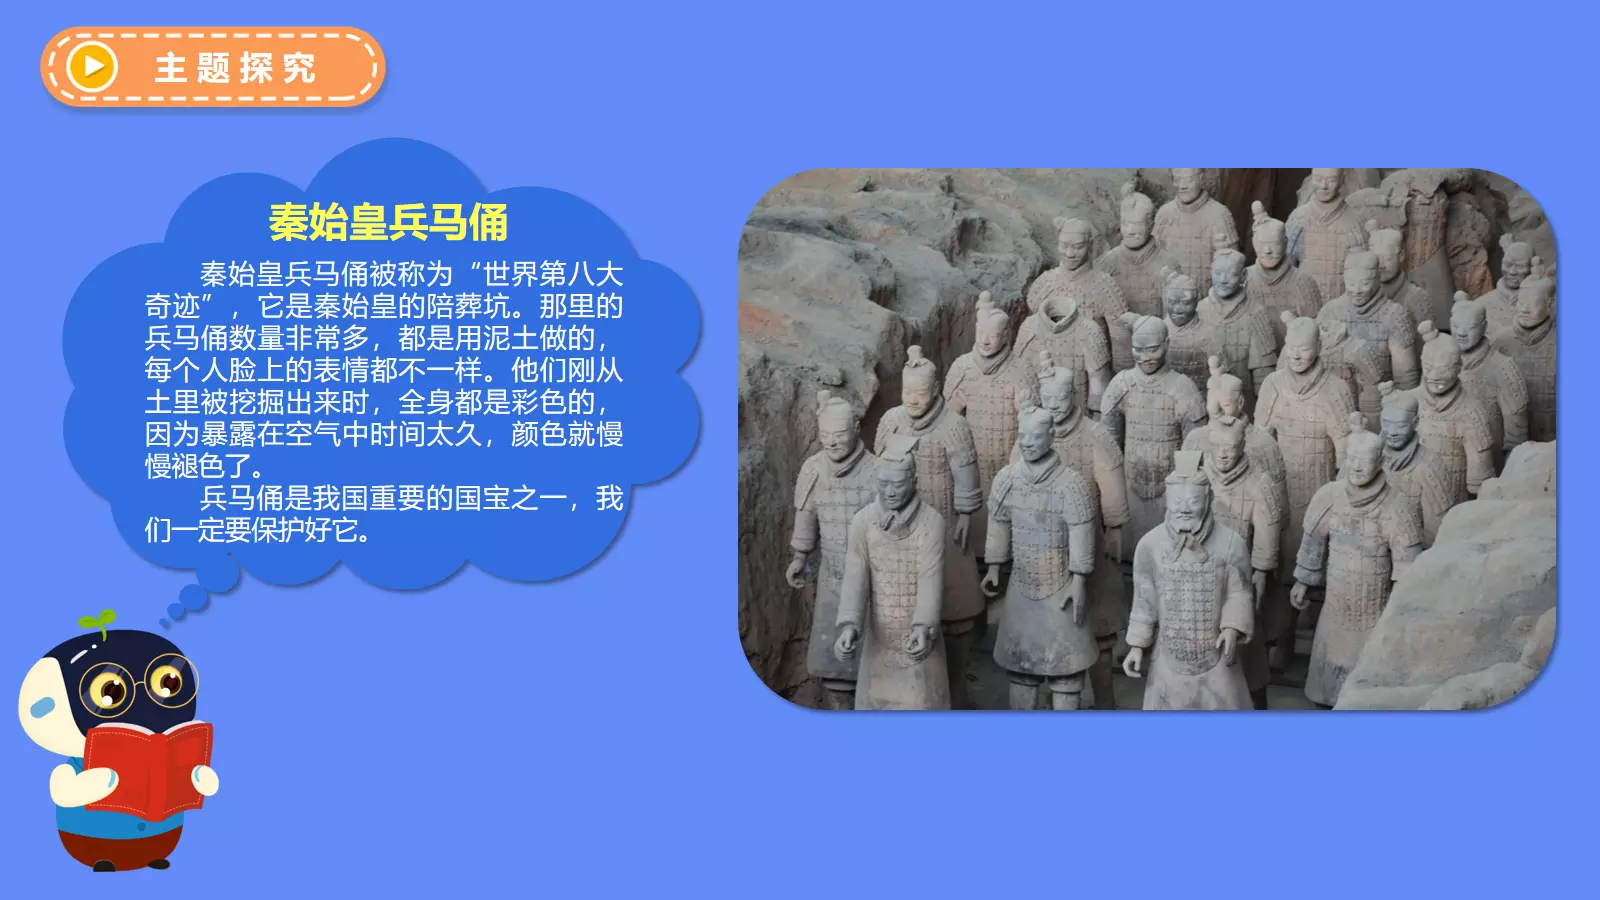 主题探究
秦始皇兵马俑
秦始皇兵马俑被称为“世界第八大
奇迹”，它是秦始皇的陪葬坑。那里的
兵马俑数量非常多，都是用泥土做的，
每个人脸上的表情都不一样。他们刚从
土里被挖掘出来时，全身都是彩色的，
因为暴露在空气中时间太久，颜色就慢
慢褪色了。
兵马俑是我国重要的国宝之一，我
们一定要保护好它。